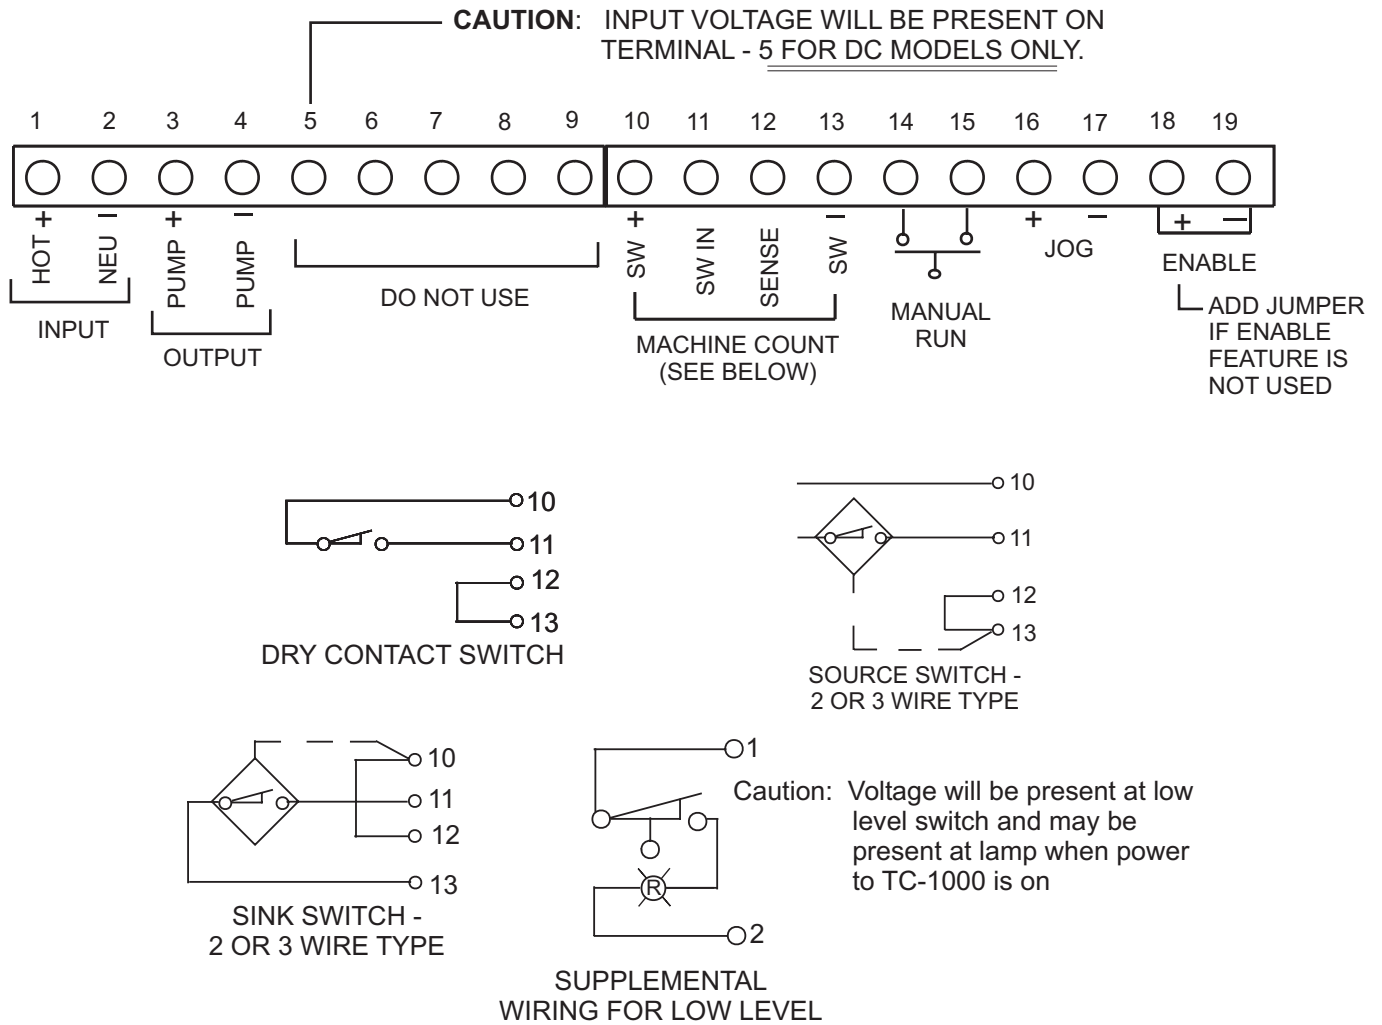 CAUTION: INPUT VOLTAGE WILL BE PRESENT ON
TERMINAL - 5 FOR DC MODELS ONLY.
1 2 3 4 5 6 7 8 9 10 11 12 13 14 15 16 17 18 19
+ − + − + − + − + −
HOT NEU PUMP PUMP SW SW IN SENSE SW
JOG
ENABLE
DO NOT USE
INPUT
OUTPUT
MACHINE COUNT
(SEE BELOW)
MANUAL
RUN
ADD JUMPER
IF ENABLE
FEATURE IS
NOT USED
10
11
12
13
DRY CONTACT SWITCH
10
11
12
13
SOURCE SWITCH -
2 OR 3 WIRE TYPE
10
11
12
13
SINK SWITCH -
2 OR 3 WIRE TYPE
1
R
2
Caution: Voltage will be present at low
level switch and may be
present at lamp when power
to TC-1000 is on
SUPPLEMENTAL
WIRING FOR LOW LEVEL